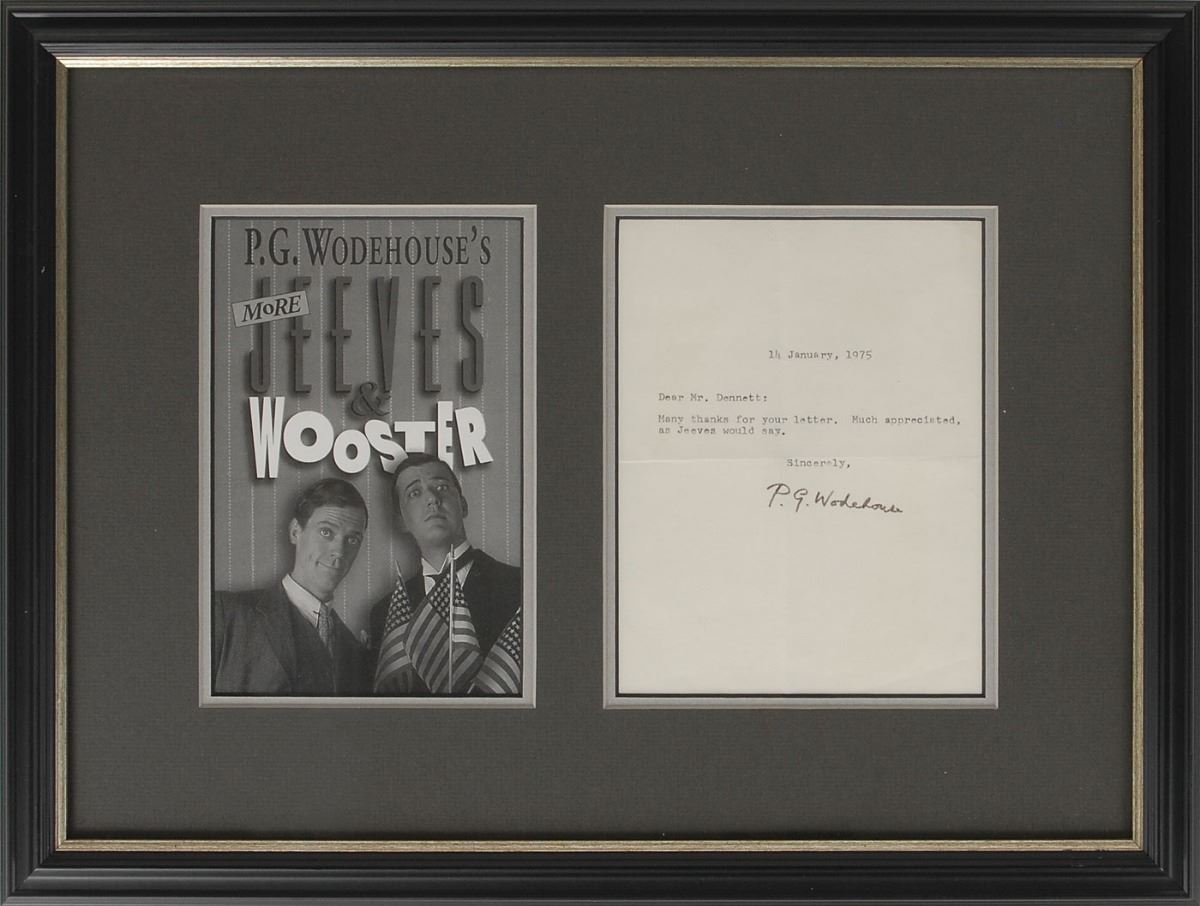 P.G. WODEHOUSE'S
MORE
JEEVES
&
WOOSTER
14 January, 1975
Dear Mr. Dennett:
Many thanks for your letter. Much appreciated,
as Jeeves would say.
Sincerely,
P. G. Wodehouse